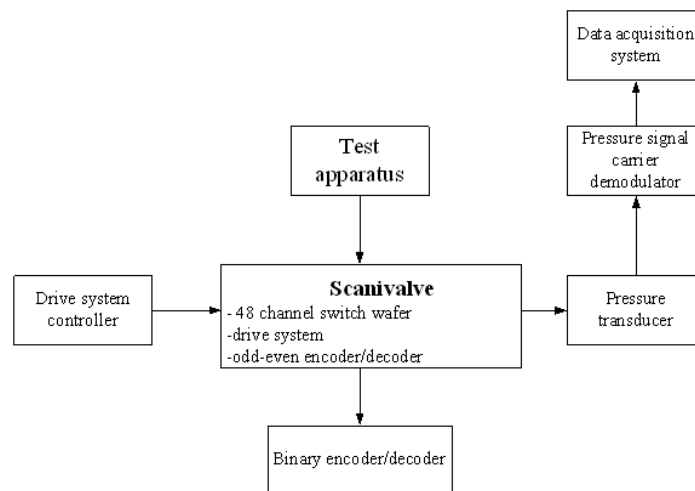 Data acquisition
system
Pressure signal
carrier
demodulator
Test
apparatus
Drive system
controller
Scanivalve
- 48 channel switch wafer
-drive system
-odd-even encoder/decoder
Pressure
transducer
Binary encoder/decoder